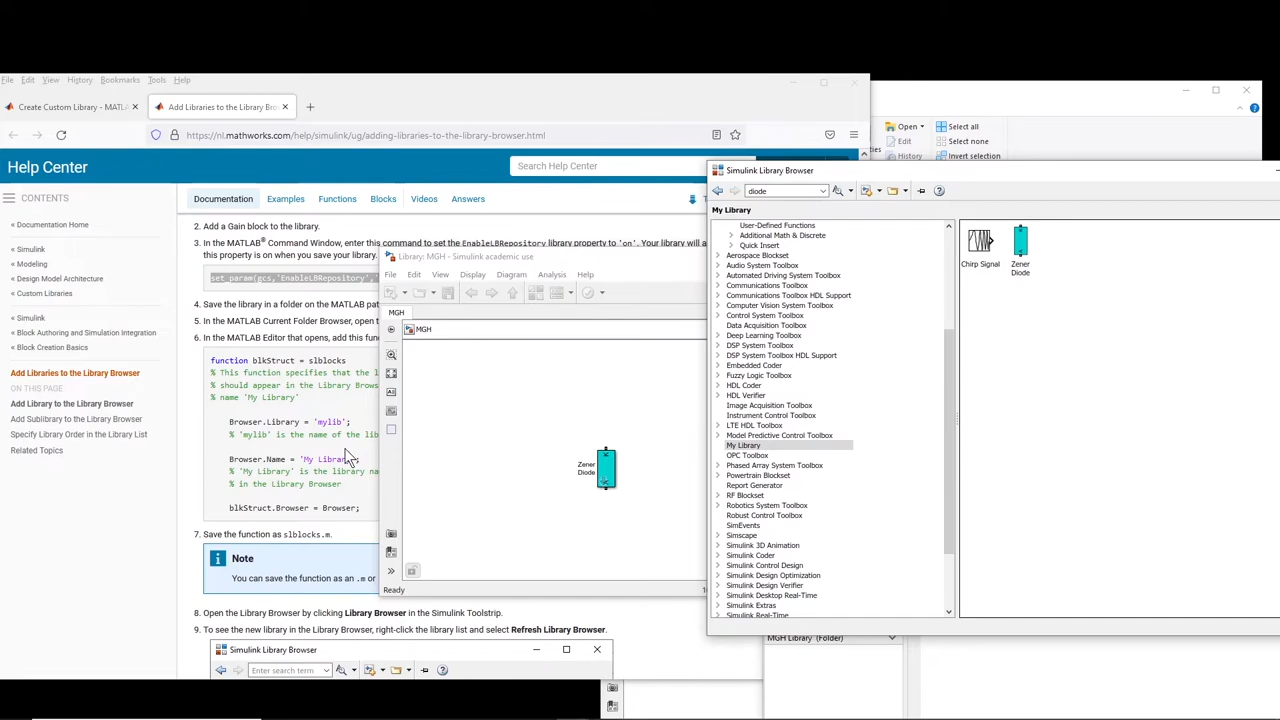 File Edit View History Bookmarks Tools Help
Create Custom Library - MATLA
Add Libraries to the Library Bro
https://nl.mathworks.com/help/simulink/ug/adding-libraries-to-the-library-browser.html
Help Center
Search Help Center
CONTENTS
« Documentation Home
« Simulink
« Modeling
« Design Model Architecture
« Custom Libraries
« Simulink
« Block Authoring and Simulation Integration
« Block Creation Basics
Add Libraries to the Library Browser
ON THIS PAGE
Add Library to the Library Browser
Add Sublibrary to the Library Browser
Specify Library Order in the Library List
Related Topics
Documentation Examples Functions Blocks Videos Answers
2. Add a Gain block to the library.
3. In the MATLAB® Command Window, enter this command to set the EnableLBRepository library property to 'on'. Your library will a
this property is on when you save your library.
set_param(gcs,'EnableLBRepository','
4. Save the library in a folder on the MATLAB pat
5. In the MATLAB Current Folder Browser, open t
6. In the MATLAB Editor that opens, add this func
function blkStruct = slblocks
% This function specifies that the l
% should appear in the Library Brows
% name 'My Library'
Browser.Library = 'mylib';
% 'mylib' is the name of the lib
Browser.Name = 'My Library';
% 'My Library' is the library na
% in the Library Browser
blkStruct.Browser = Browser;
7. Save the function as slblocks.m.
Note
You can save the function as an .m or
8. Open the Library Browser by clicking Library Browser in the Simulink Toolstrip.
9. To see the new library in the Library Browser, right-click the library list and select Refresh Library Browser.
Simulink Library Browser
Enter search term
Library: MGH - Simulink academic use
File Edit View Display Diagram Analysis Help
MGH
MGH
Zener
Diode
Ready
Open
Edit
History
Select all
Select none
Invert selection
Simulink Library Browser
diode
My Library
User-Defined Functions
Additional Math & Discrete
Quick Insert
Aerospace Blockset
Audio System Toolbox
Automated Driving System Toolbox
Communications Toolbox
Communications Toolbox HDL Support
Computer Vision System Toolbox
Control System Toolbox
Data Acquisition Toolbox
Deep Learning Toolbox
DSP System Toolbox
DSP System Toolbox HDL Support
Embedded Coder
Fuzzy Logic Toolbox
HDL Coder
HDL Verifier
Image Acquisition Toolbox
Instrument Control Toolbox
LTE HDL Toolbox
Model Predictive Control Toolbox
My Library
OPC Toolbox
Phased Array System Toolbox
Powertrain Blockset
Report Generator
RF Blockset
Robotics System Toolbox
Robust Control Toolbox
SimEvents
Simscape
Simulink 3D Animation
Simulink Coder
Simulink Control Design
Simulink Design Optimization
Simulink Design Verifier
Simulink Desktop Real-Time
Simulink Extras
Simulink Real-Time
Chirp Signal
Zener
Diode
MGH Library (Folder)